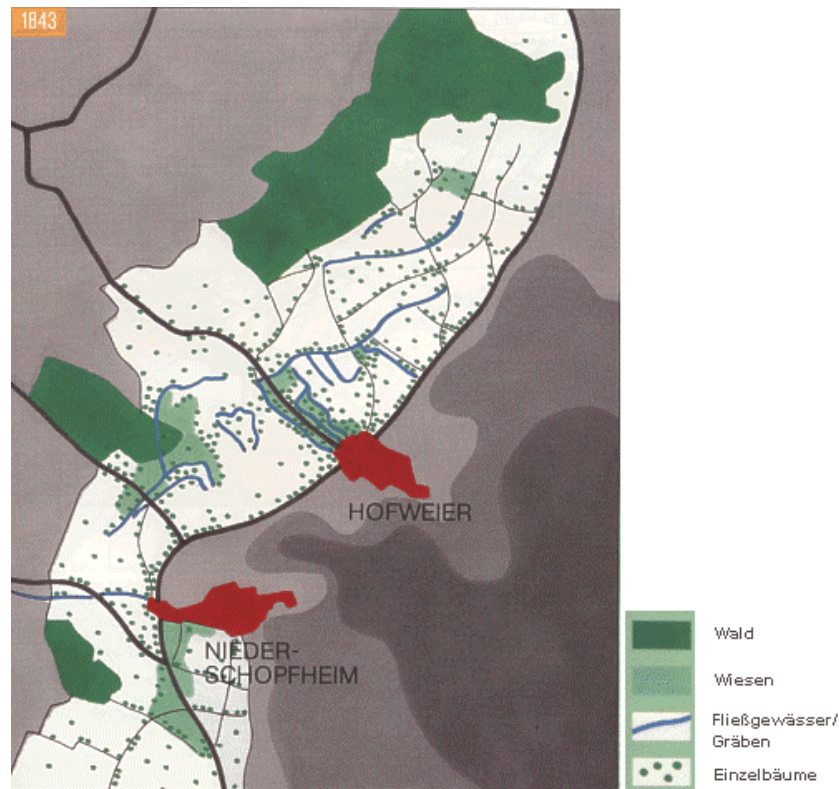 1843
HOFWEIER
NIEDER-
SCHOPFHEIM
Wald
Wiesen
Fließgewässer/
Gräben
Einzelbäume